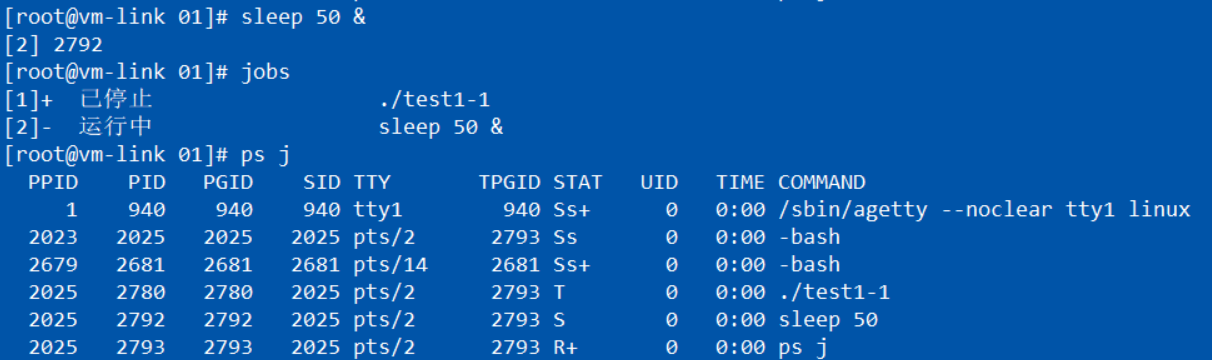 [root@vm-link 01]# sleep 50 &
[2] 2792
[root@vm-link 01]# jobs
[1]+  已停止                  ./test1-1
[2]-  运行中                  sleep 50 &
[root@vm-link 01]# ps j
  PPID    PID   PGID    SID TTY       TPGID STAT   UID   TIME COMMAND
     1    940    940    940 tty1        940 Ss+      0   0:00 /sbin/agetty --noclear tty1 linux
  2023   2025   2025   2025 pts/2      2793 Ss       0   0:00 -bash
  2679   2681   2681   2681 pts/14     2681 Ss+      0   0:00 -bash
  2025   2780   2780   2025 pts/2      2793 T        0   0:00 ./test1-1
  2025   2792   2792   2025 pts/2      2793 S        0   0:00 sleep 50
  2025   2793   2793   2025 pts/2      2793 R+       0   0:00 ps j